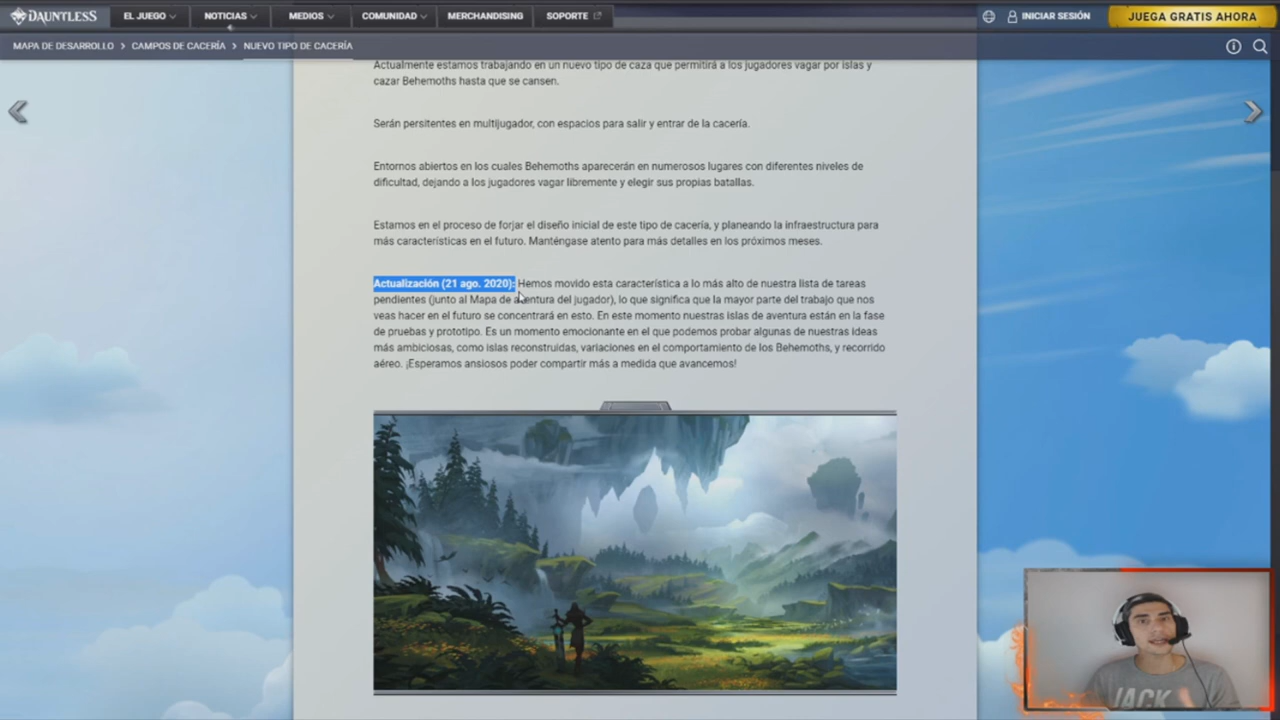 DAUNTLESS EL JUEGO NOTICIAS MEDIOS COMUNIDAD MERCHANDISING SOPORTE INICIAR SESIÓN JUEGA GRATIS AHORA
MAPA DE DESARROLLO > CAMPOS DE CACERÍA > NUEVO TIPO DE CACERÍA
Actualmente estamos trabajando en un nuevo tipo de caza que permitirá a los jugadores vagar por islas y
cazar Behemoths hasta que se cansen.
Serán persitentes en multijugador, con espacios para salir y entrar de la cacería.
Entornos abiertos en los cuales Behemoths aparecerán en numerosos lugares con diferentes niveles de
dificultad, dejando a los jugadores vagar libremente y elegir sus propias batallas.
Estamos en el proceso de forjar el diseño inicial de este tipo de cacería, y planeando la infraestructura para
más características en el futuro. Manténgase atento para más detalles en los próximos meses.
Actualización (21 ago. 2020): Hemos movido esta característica a lo más alto de nuestra lista de tareas
pendientes (junto al Mapa de aventura del jugador), lo que significa que la mayor parte del trabajo que nos
veas hacer en el futuro se concentrará en esto. En este momento nuestras islas de aventura están en la fase
de pruebas y prototipo. Es un momento emocionante en el que podemos probar algunas de nuestras ideas
más ambiciosas, como islas reconstruidas, variaciones en el comportamiento de los Behemoths, y recorrido
aéreo. ¡Esperamos ansiosos poder compartir más a medida que avancemos!
JACK